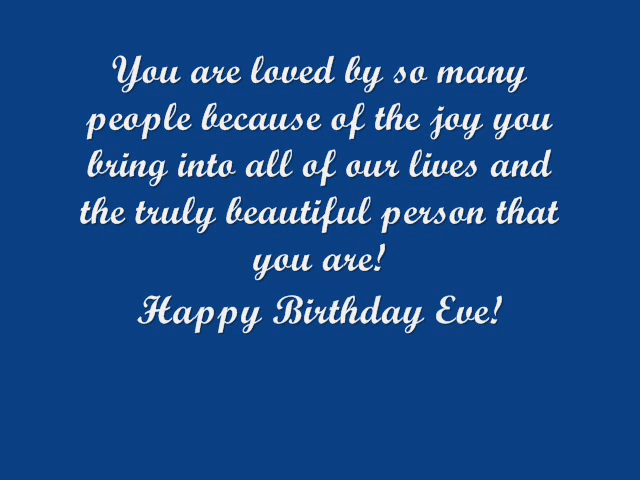 You are loved by so many
people because of the joy you
bring into all of our lives and
the truly beautiful person that
you are!
Happy Birthday Eve!